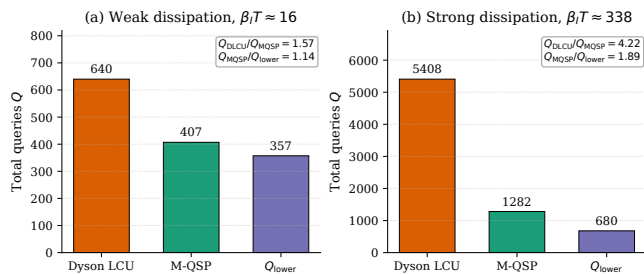 (a) Weak dissipation, β_I T ≈ 16
Q_DLCU/Q_MQSP = 1.57
Q_MQSP/Q_lower = 1.14
Total queries Q
800
700
600
500
400
300
200
100
0
640
407
357
Dyson LCU
M-QSP
Q_lower
(b) Strong dissipation, β_I T ≈ 338
Q_DLCU/Q_MQSP = 4.22
Q_MQSP/Q_lower = 1.89
Total queries Q
6000
5000
4000
3000
2000
1000
0
5408
1282
680
Dyson LCU
M-QSP
Q_lower